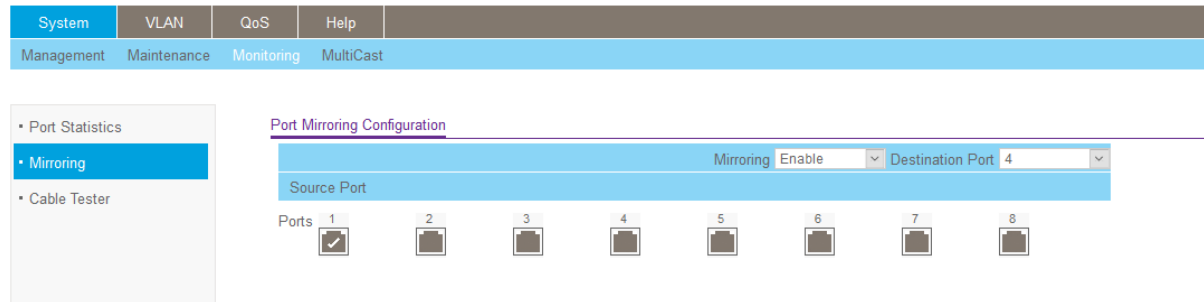 System VLAN QoS Help
Management Maintenance Monitoring MultiCast
▪ Port Statistics
▪ Mirroring
▪ Cable Tester
Port Mirroring Configuration
Mirroring Enable Destination Port 4
Source Port
Ports 1 2 3 4 5 6 7 8